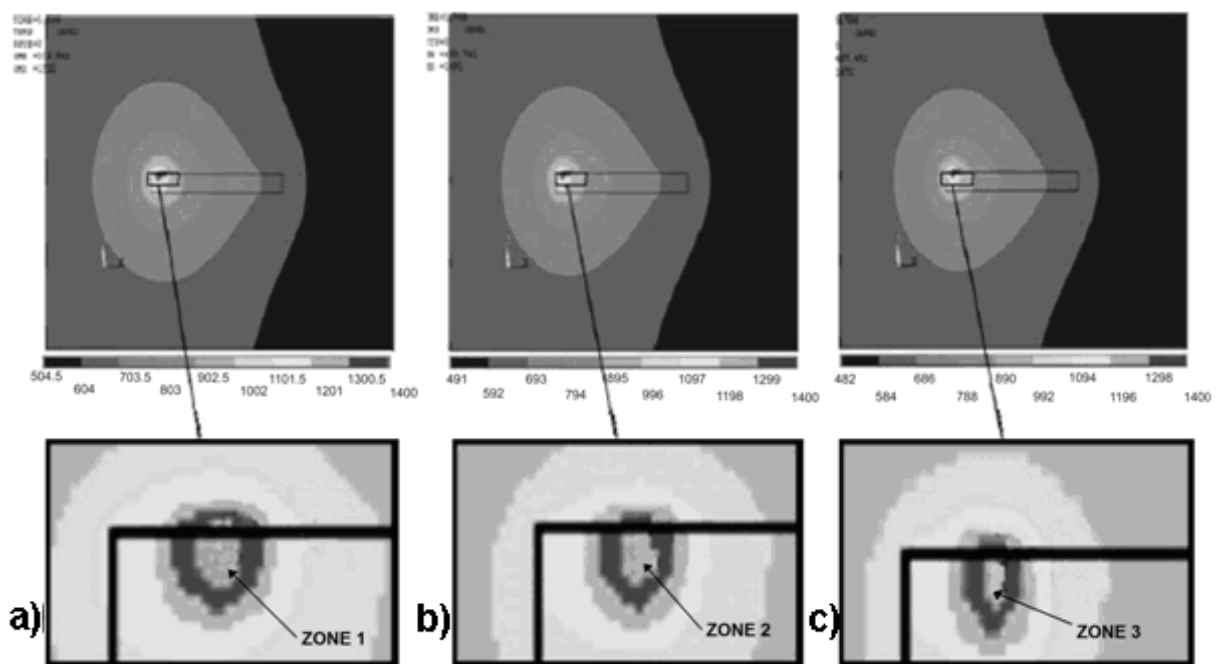 504.5 703.5 902.5 1101.5 1300.5
604 803 1002 1201 1400
491 693 895 1097 1299
592 794 996 1198 1400
482 686 890 1094 1298
584 788 992 1196 1400
a) ZONE 1
b) ZONE 2
c) ZONE 3